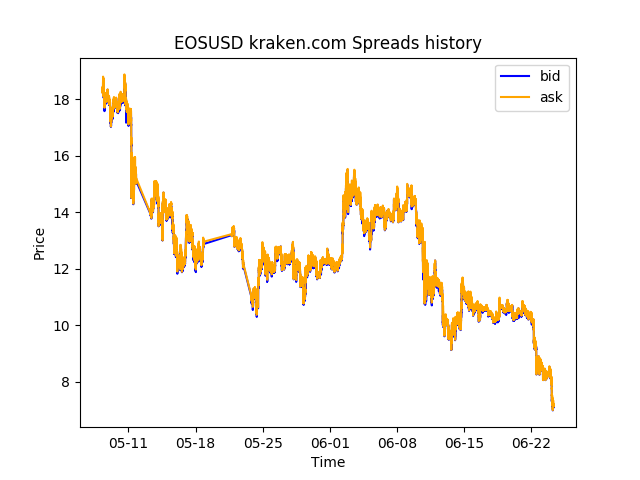 EOSUSD kraken.com Spreads history
bid
ask
Price
18
16
14
12
10
8
05-11 05-18 05-25 06-01 06-08 06-15 06-22
Time